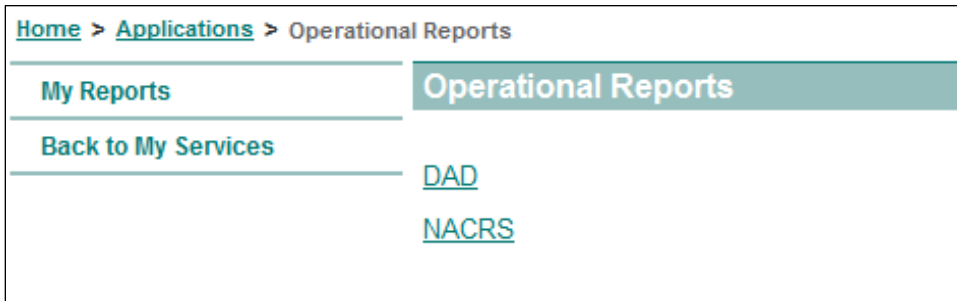 Home > Applications > Operational Reports
My Reports
Back to My Services
Operational Reports
DAD
NACRS